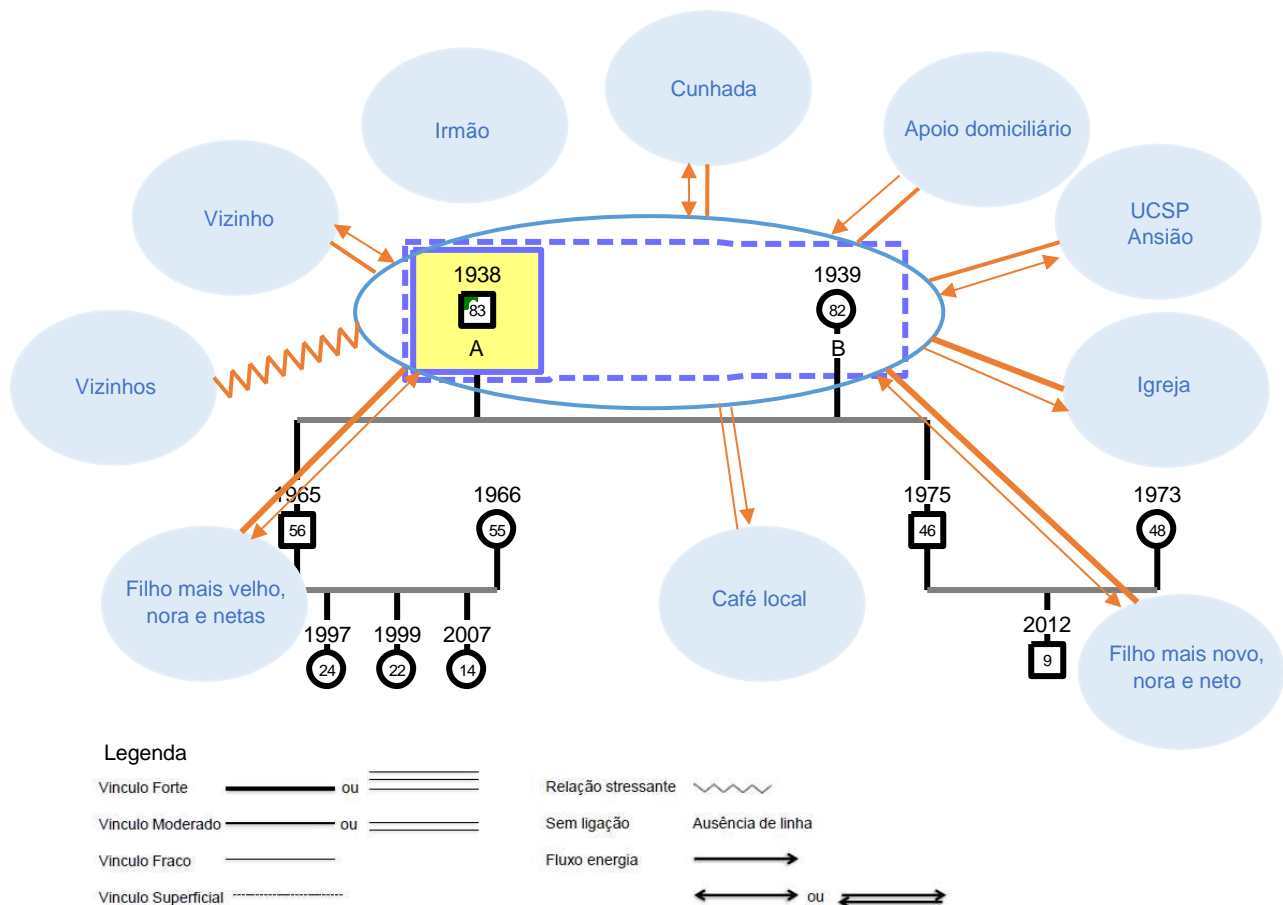 Cunhada
Irmão
Apoio domiciliário
Vizinho
UCSP
Ansião
1938
83
A
1939
82
B
Vizinhos
Igreja
1965
56
1966
55
1975
46
1973
48
Filho mais velho,
nora e netas
Café local
Filho mais novo,
nora e neto
1997
24
1999
22
2007
14
2012
9
Legenda
Vinculo Forte ou
Vinculo Moderado ou
Vinculo Fraco
Vinculo Superficial
Relação stressante
Sem ligação Ausência de linha
Fluxo energia
ou